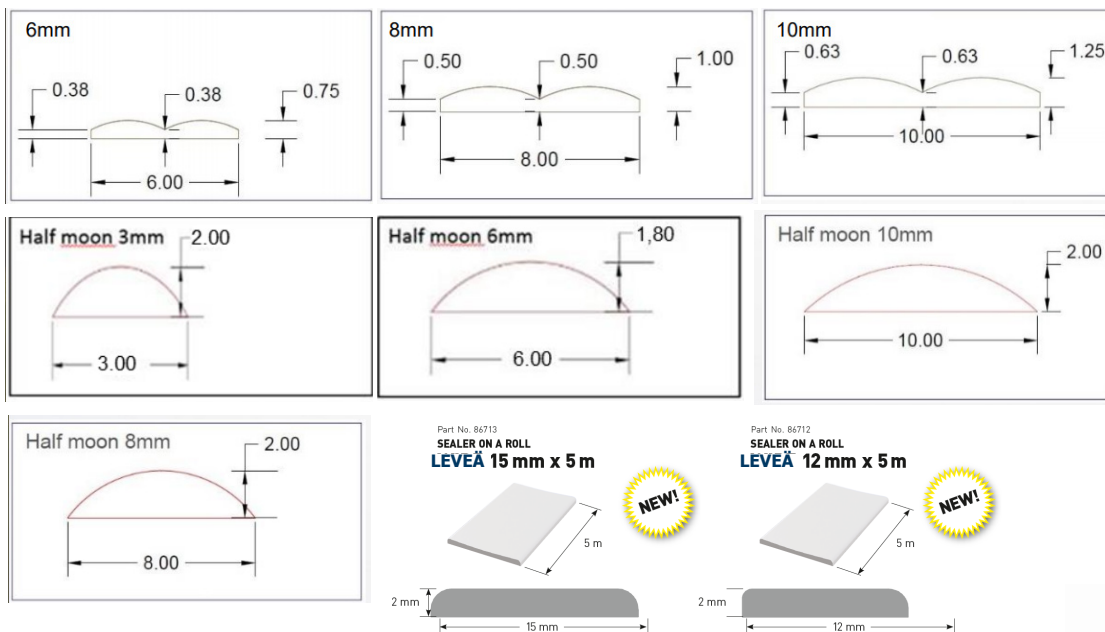 6mm
0.38
0.38
0.75
6.00
8mm
0.50
0.50
1.00
8.00
10mm
0.63
0.63
1.25
10.00
Half moon 3mm
2.00
3.00
Half moon 6mm
1,80
6.00
Half moon 10mm
2.00
10.00
Half moon 8mm
2.00
8.00
Part No. 86713
SEALER ON A ROLL
LEVEÄ 15 mm x 5 m
NEW!
5 m
2 mm
15 mm
Part No. 86712
SEALER ON A ROLL
LEVEÄ 12 mm x 5 m
NEW!
5 m
2 mm
12 mm